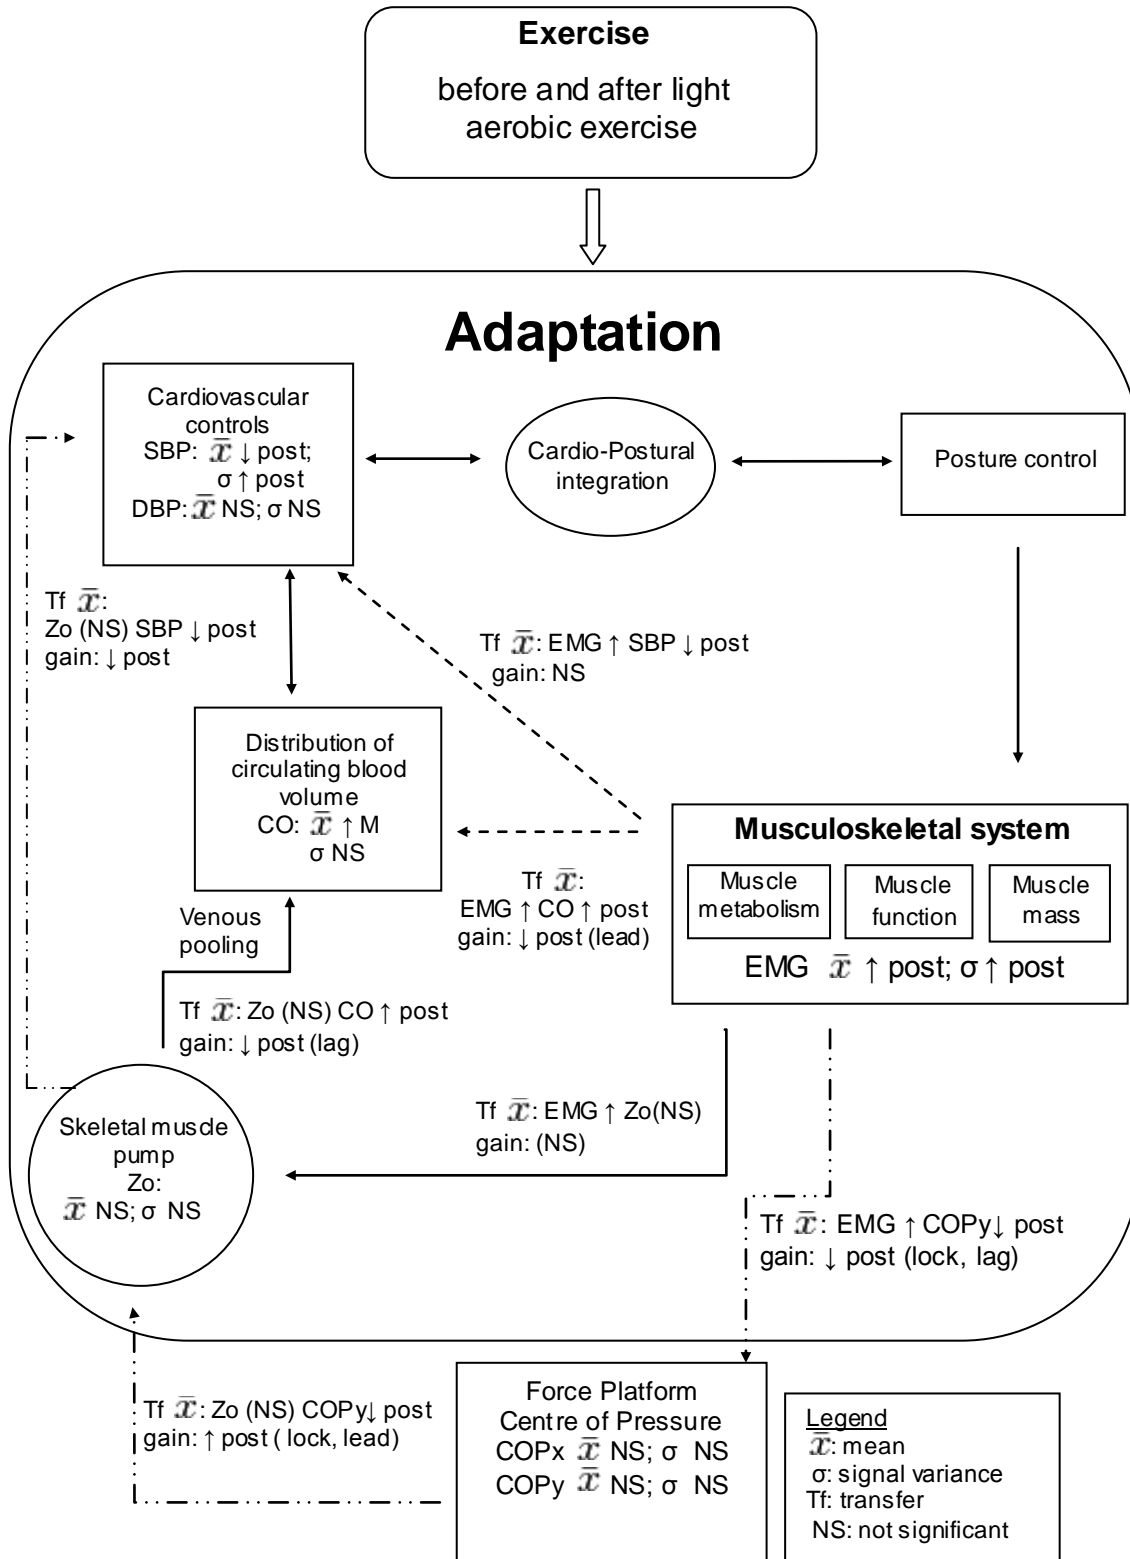 Exercise
before and after light
aerobic exercise
Adaptation
Cardiovascular
controls
SBP: x̄ ↓ post;
σ ↑ post
DBP: x̄ NS; σ NS
Cardio-Postural
integration
Posture control
Tf x̄:
Zo (NS) SBP ↓ post
gain: ↓ post
Tf x̄: EMG ↑ SBP ↓ post
gain: NS
Distribution of
circulating blood
volume
CO: x̄ ↑ M
σ NS
Musculoskeletal system
Muscle
metabolism
Muscle
function
Muscle
mass
EMG x̄ ↑ post; σ ↑ post
Tf x̄:
EMG ↑ CO ↑ post
gain: ↓ post (lead)
Venous
pooling
Tf x̄: Zo (NS) CO ↑ post
gain: ↓ post (lag)
Tf x̄: EMG ↑ Zo(NS)
gain: (NS)
Skeletal muscle
pump
Zo:
x̄ NS; σ NS
Tf x̄: EMG ↑ COPy↓ post
gain: ↓ post (lock, lag)
Tf x̄: Zo (NS) COPy↓ post
gain: ↑ post ( lock, lead)
Force Platform
Centre of Pressure
COPx x̄ NS; σ NS
COPy x̄ NS; σ NS
Legend
x̄: mean
σ: signal variance
Tf: transfer
NS: not significant